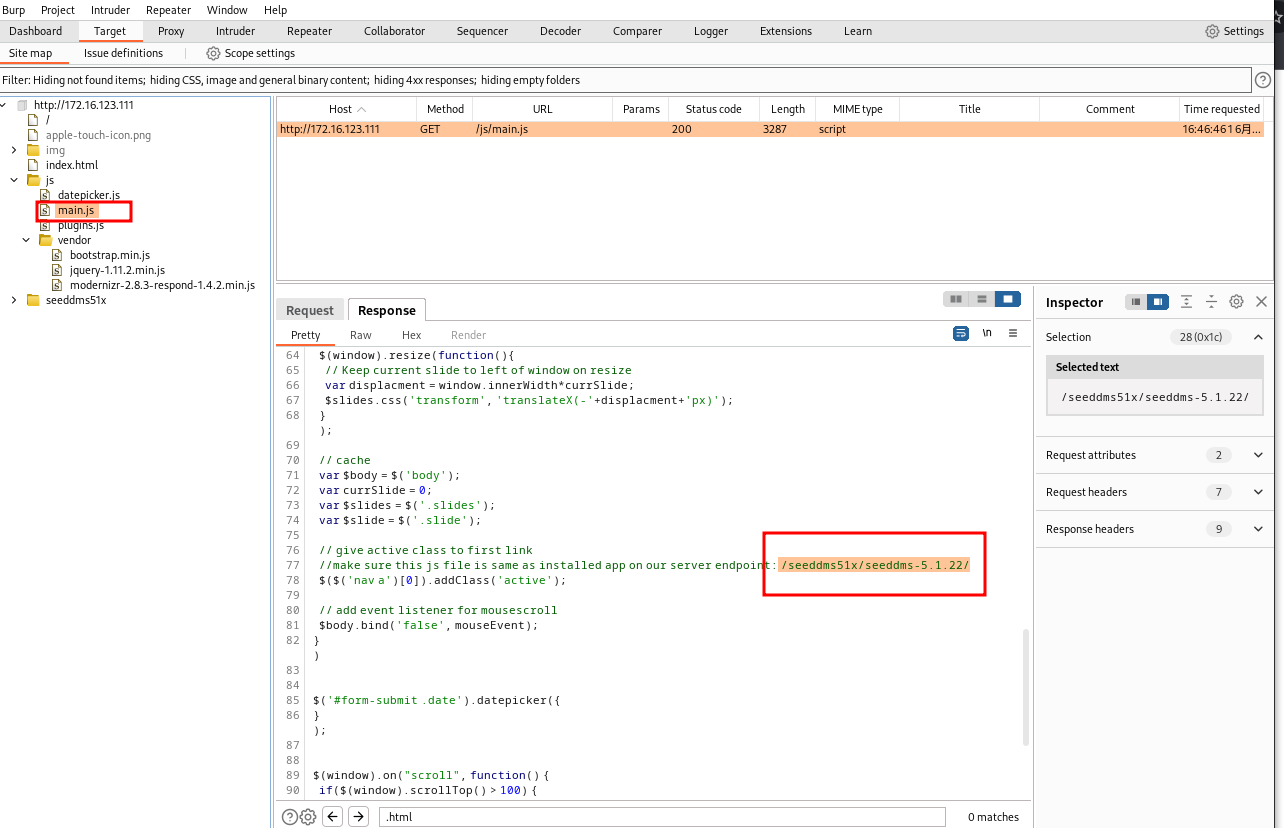 Burp Project Intruder Repeater Window Help
Dashboard Target Proxy Intruder Repeater Collaborator Sequencer Decoder Comparer Logger Extensions Learn Settings
Site map Issue definitions Scope settings
Filter: Hiding not found items; hiding CSS, image and general binary content; hiding 4xx responses; hiding empty folders
http://172.16.123.111
/
apple-touch-icon.png
img
index.html
js
datepicker.js
main.js
plugins.js
vendor
bootstrap.min.js
jquery-1.11.2.min.js
modernizr-2.8.3-respond-1.4.2.min.js
seeddms51x
Host Method URL Params Status code Length MIME type Title Comment Time requested
http://172.16.123.111 GET /js/main.js 200 3287 script 16:46:46 1 6月...
Request Response
Pretty Raw Hex Render \n
64 $(window).resize(function(){
65 // Keep current slide to left of window on resize
66 var displacment = window.innerWidth*currSlide;
67 $slides.css('transform', 'translateX(-'+displacment+'px)');
68 }
);
69
70 // cache
71 var $body = $('body');
72 var currSlide = 0;
73 var $slides = $('.slides');
74 var $slide = $('.slide');
75
76 // give active class to first link
77 //make sure this js file is same as installed app on our server endpoint: /seeddms51x/seeddms-5.1.22/
78 $($('nav a')[0]).addClass('active');
79
80 // add event listener for mousescroll
81 $body.bind('false', mouseEvent);
82 }
)
83
84
85 $('#form-submit .date').datepicker({
86 }
);
87
88
89 $(window).on("scroll", function() {
90 if($(window).scrollTop() > 100) {
.html 0 matches
Inspector
Selection 28 (0x1c)
Selected text
/seeddms51x/seeddms-5.1.22/
Request attributes 2
Request headers 7
Response headers 9